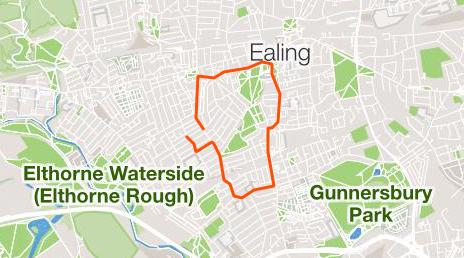 Ealing
Elthorne Waterside
(Elthorne Rough)
Gunnersbury
Park